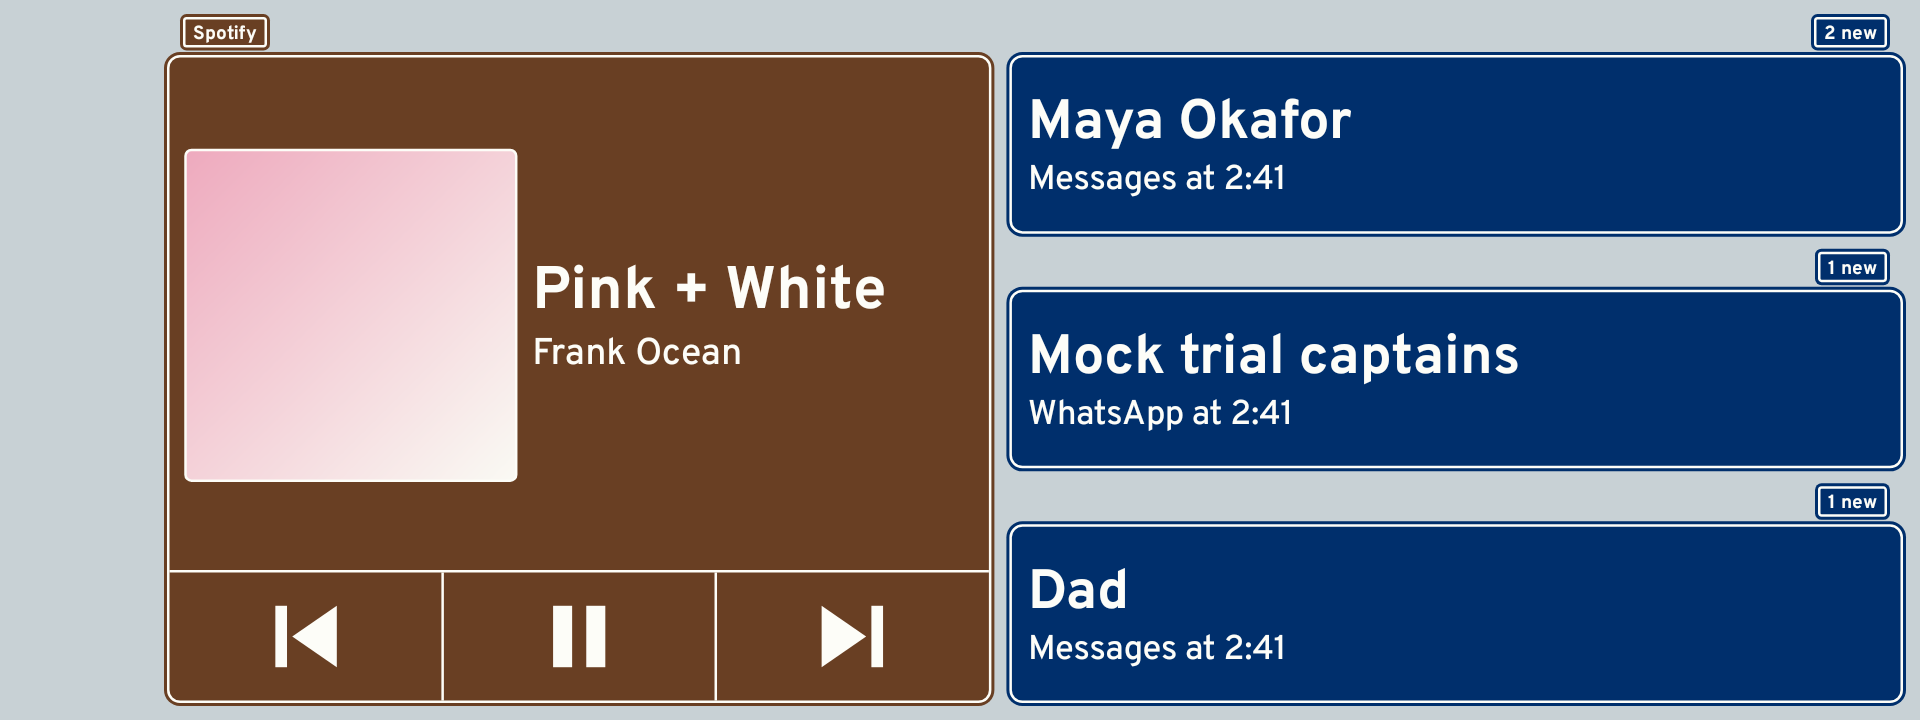 Spotify
Pink + White
Frank Ocean
2 new
Maya Okafor
Messages at 2:41
1 new
Mock trial captains
WhatsApp at 2:41
1 new
Dad
Messages at 2:41